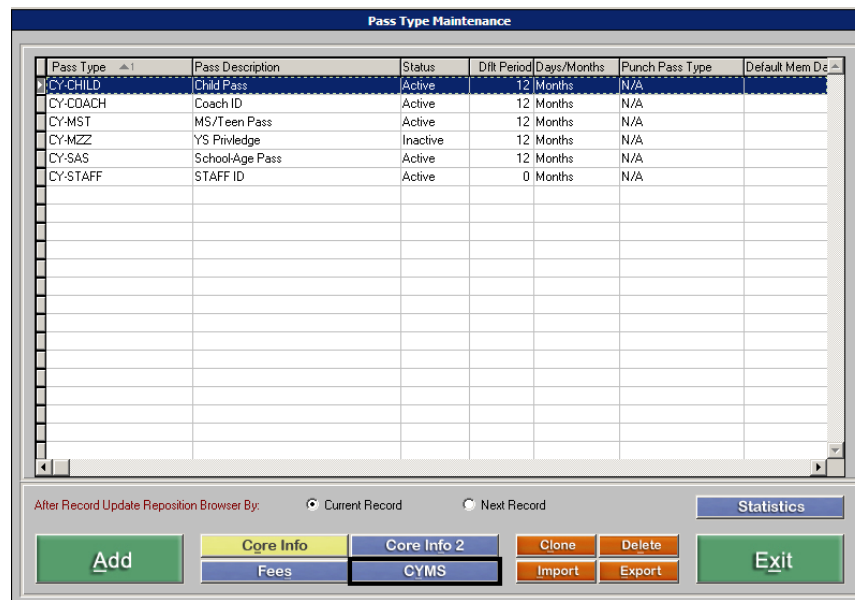 Pass Type Maintenance
Pass Type 1 Pass Description Status Dflt Period Days/Months Punch Pass Type Default Mem Da
CY-CHILD Child Pass Active 12 Months N/A
CY-COACH Coach ID Active 12 Months N/A
CY-MST MS/Teen Pass Active 12 Months N/A
CY-MZZ YS Privledge Inactive 12 Months N/A
CY-SAS School-Age Pass Active 12 Months N/A
CY-STAFF STAFF ID Active 0 Months N/A
After Record Update Reposition Browser By: Current Record Next Record Statistics
Add Core Info Core Info 2 Clone Delete Exit
Fees CYMS Import Export